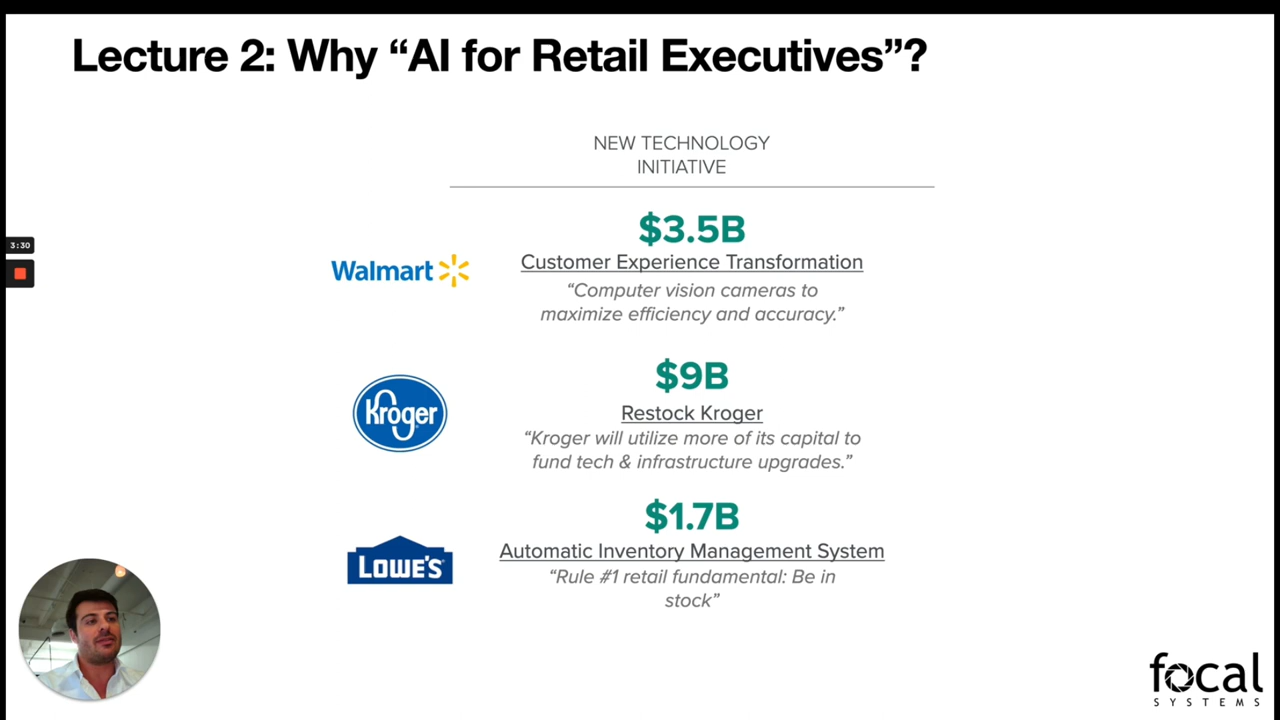 Lecture 2: Why “AI for Retail Executives”?
NEW TECHNOLOGY
INITIATIVE
3:30
Walmart
$3.5B
Customer Experience Transformation
“Computer vision cameras to
maximize efficiency and accuracy.”
Kroger
$9B
Restock Kroger
“Kroger will utilize more of its capital to
fund tech & infrastructure upgrades.”
LOWE'S
$1.7B
Automatic Inventory Management System
“Rule #1 retail fundamental: Be in
stock”
focal
SYSTEMS